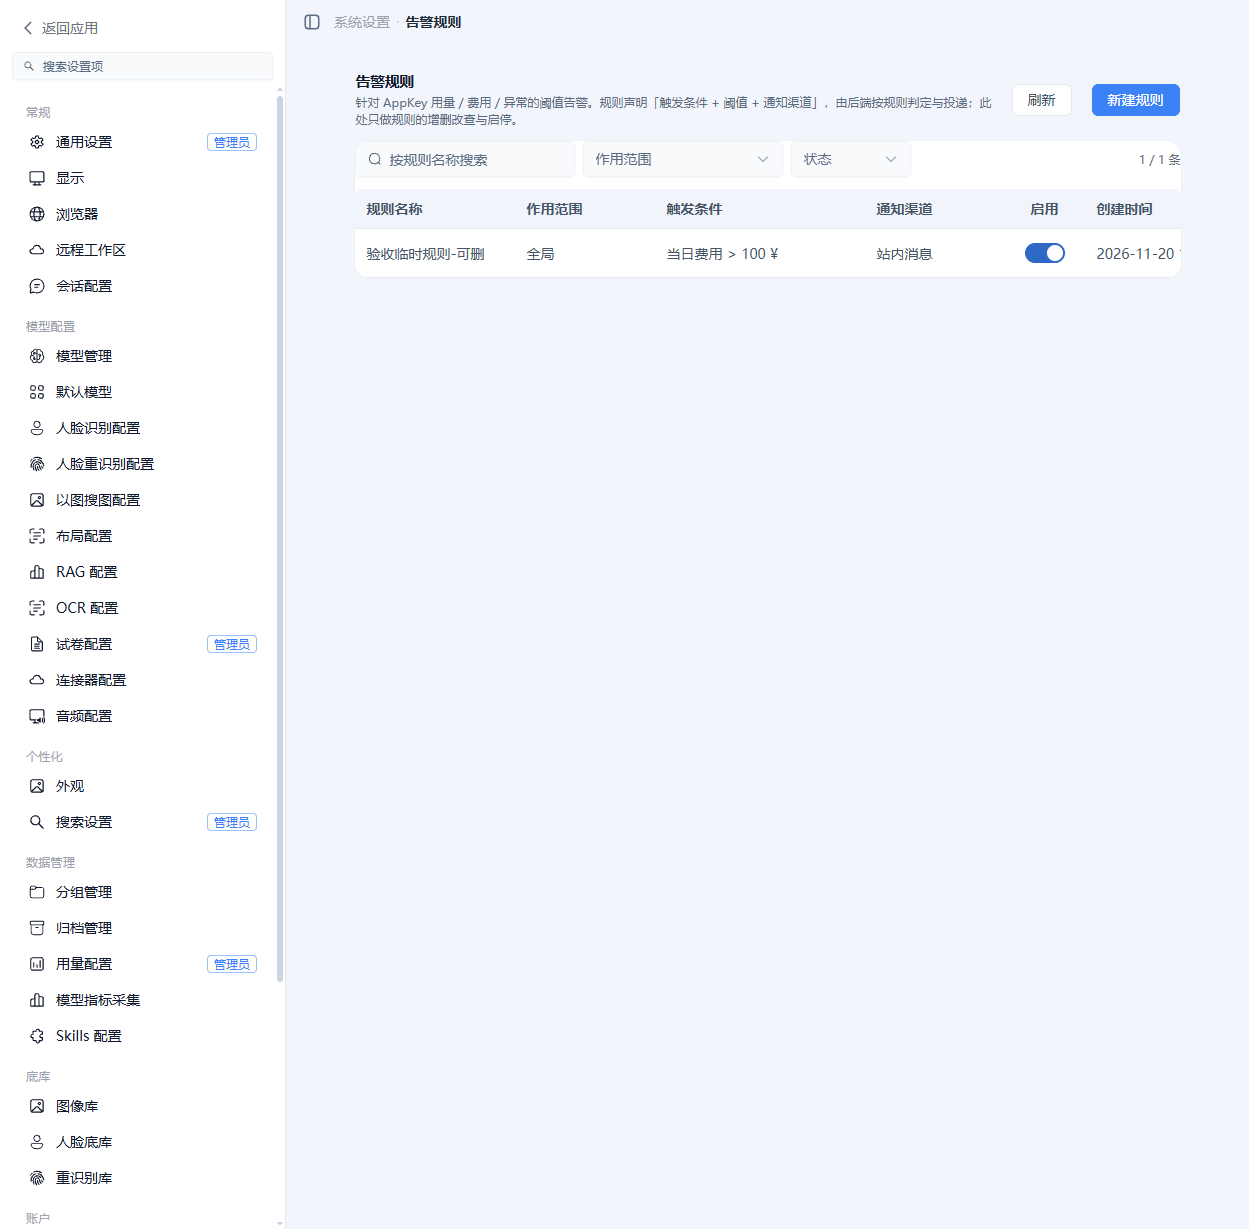 返回应用
搜索设置项
常规
通用设置 管理员
显示
浏览器
远程工作区
会话配置
模型配置
模型管理
默认模型
人脸识别配置
人脸重识别配置
以图搜图配置
布局配置
RAG 配置
OCR 配置
试卷配置 管理员
连接器配置
音频配置
个性化
外观
搜索设置 管理员
数据管理
分组管理
归档管理
用量配置 管理员
模型指标采集
Skills 配置
底库
图像库
人脸底库
重识别库
账户
系统设置 · 告警规则
告警规则
针对 AppKey 用量 / 费用 / 异常的阈值告警。规则声明「触发条件 + 阈值 + 通知渠道」，由后端按规则判定与投递；此
处只做规则的增删改查与启停。
刷新 新建规则
按规则名称搜索 作用范围 状态 1 / 1 条
规则名称 作用范围 触发条件 通知渠道 启用 创建时间
验收临时规则-可删 全局 当日费用 > 100 ¥ 站内消息 2026-11-20